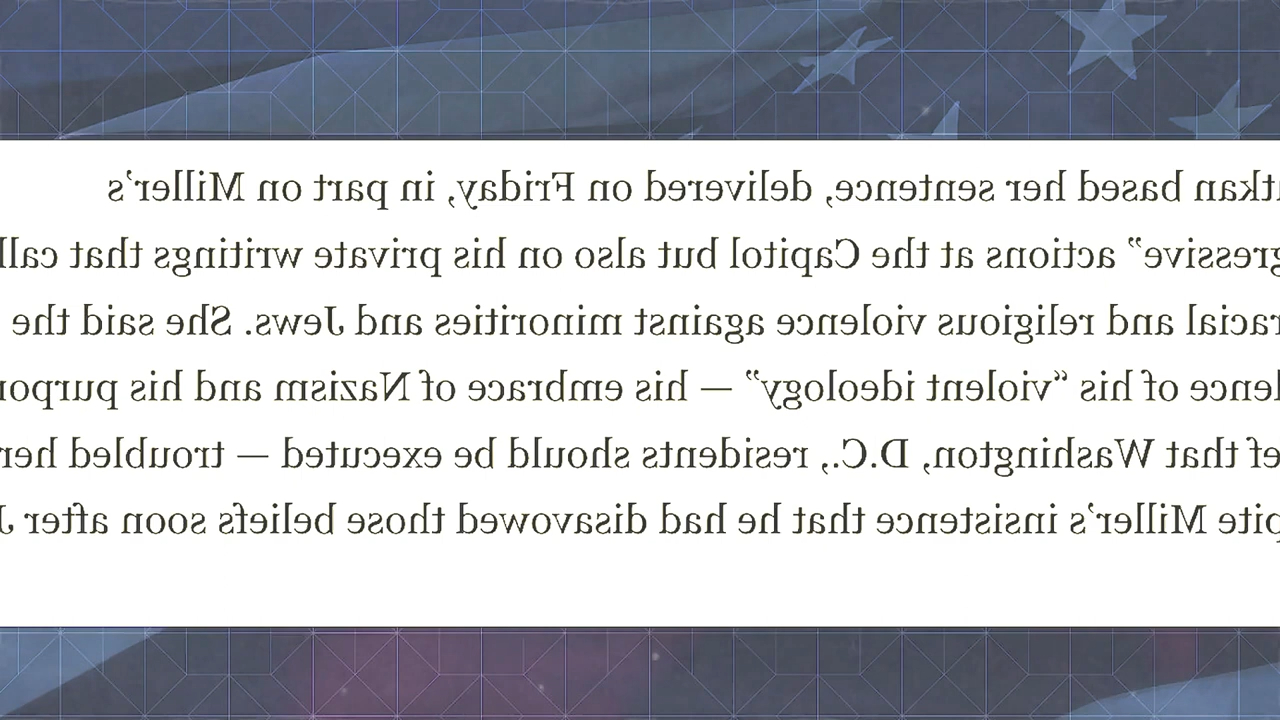 based her sentence, delivered on Friday, in part on Miller's
actions at the Capitol but also on his private writings that
and religious violence against minorities and Jews. She said the
of his “violent ideology” — his embrace of Nazism and his
that Washington, D.C., residents should be executed — troubled
Miller's insistence that he had disavowed those beliefs soon after